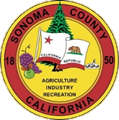 SONOMA COUNTY
18 50
CALIFORNIA REPUBLIC
AGRICULTURE
INDUSTRY
RECREATION
CALIFORNIA